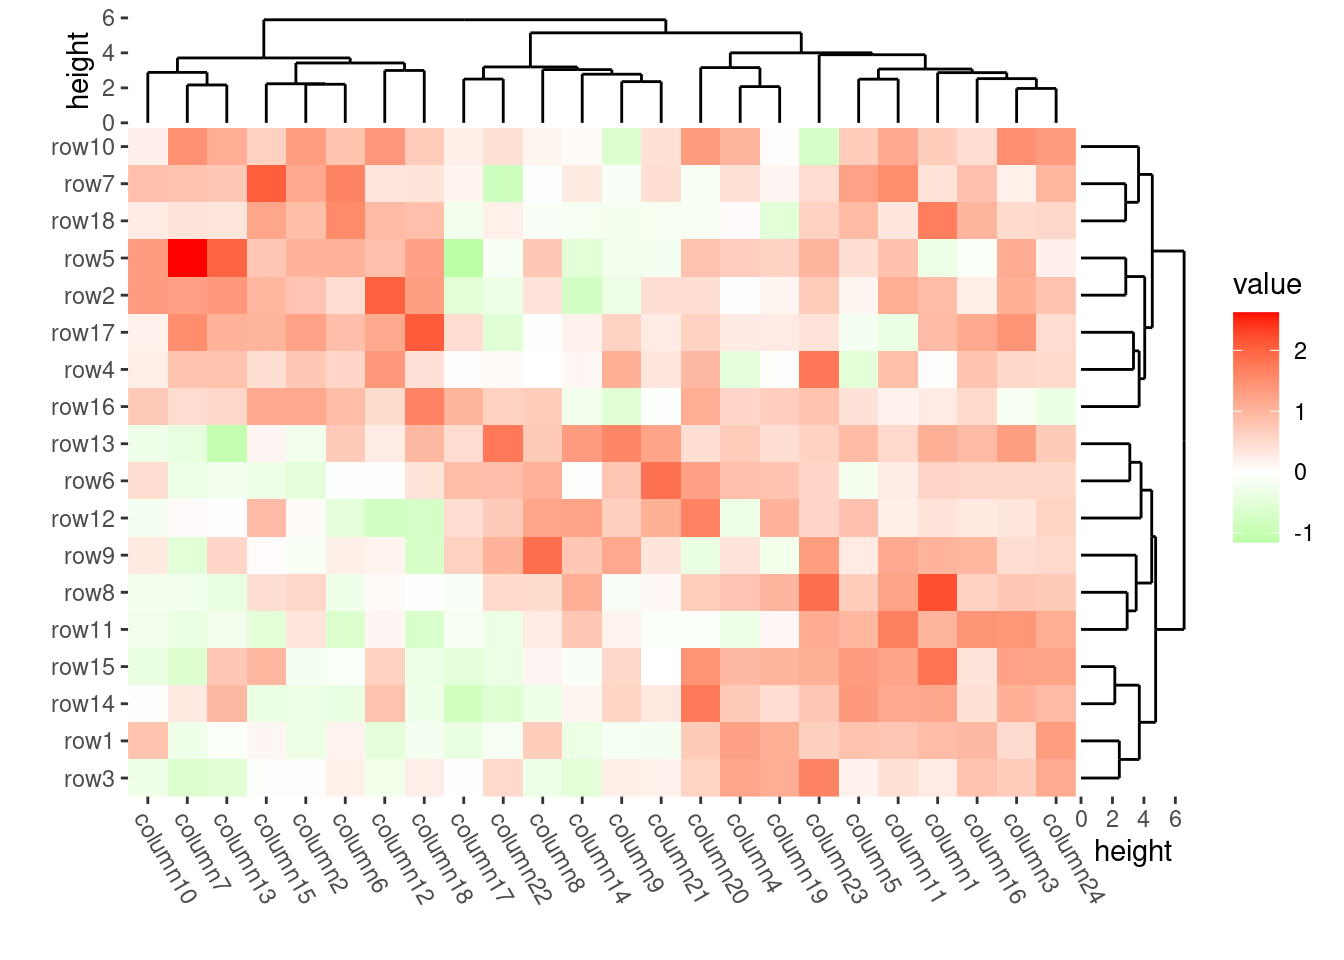 6
4
2
0
height
row10
row7
row18
row5
row2
row17
row4
row16
row13
row6
row12
row9
row8
row11
row15
row14
row1
row3
column10
column7
column13
column15
column2
column6
column12
column18
column17
column22
column8
column14
column9
column21
column20
column4
column19
column23
column5
column11
column1
column16
column3
column24
0 2 4 6
height
value
2
1
0
-1